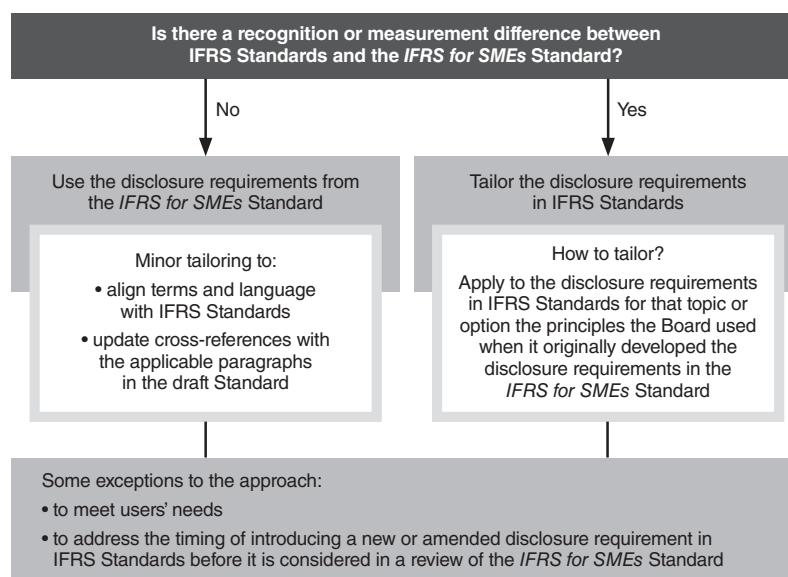 Is there a recognition or measurement difference between
IFRS Standards and the IFRS for SMEs Standard?
No
Yes
Use the disclosure requirements from
the IFRS for SMEs Standard
Minor tailoring to:
• align terms and language
with IFRS Standards
• update cross-references with
the applicable paragraphs
in the draft Standard
Tailor the disclosure requirements
in IFRS Standards
How to tailor?
Apply to the disclosure requirements
in IFRS Standards for that topic or
option the principles the Board used
when it originally developed the
disclosure requirements in the
IFRS for SMEs Standard
Some exceptions to the approach:
• to meet users’ needs
• to address the timing of introducing a new or amended disclosure requirement in
IFRS Standards before it is considered in a review of the IFRS for SMEs Standard